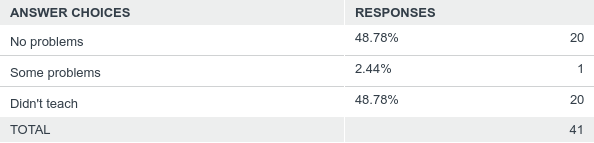 ANSWER CHOICES RESPONSES
No problems 48.78% 20
Some problems 2.44% 1
Didn't teach 48.78% 20
TOTAL 41